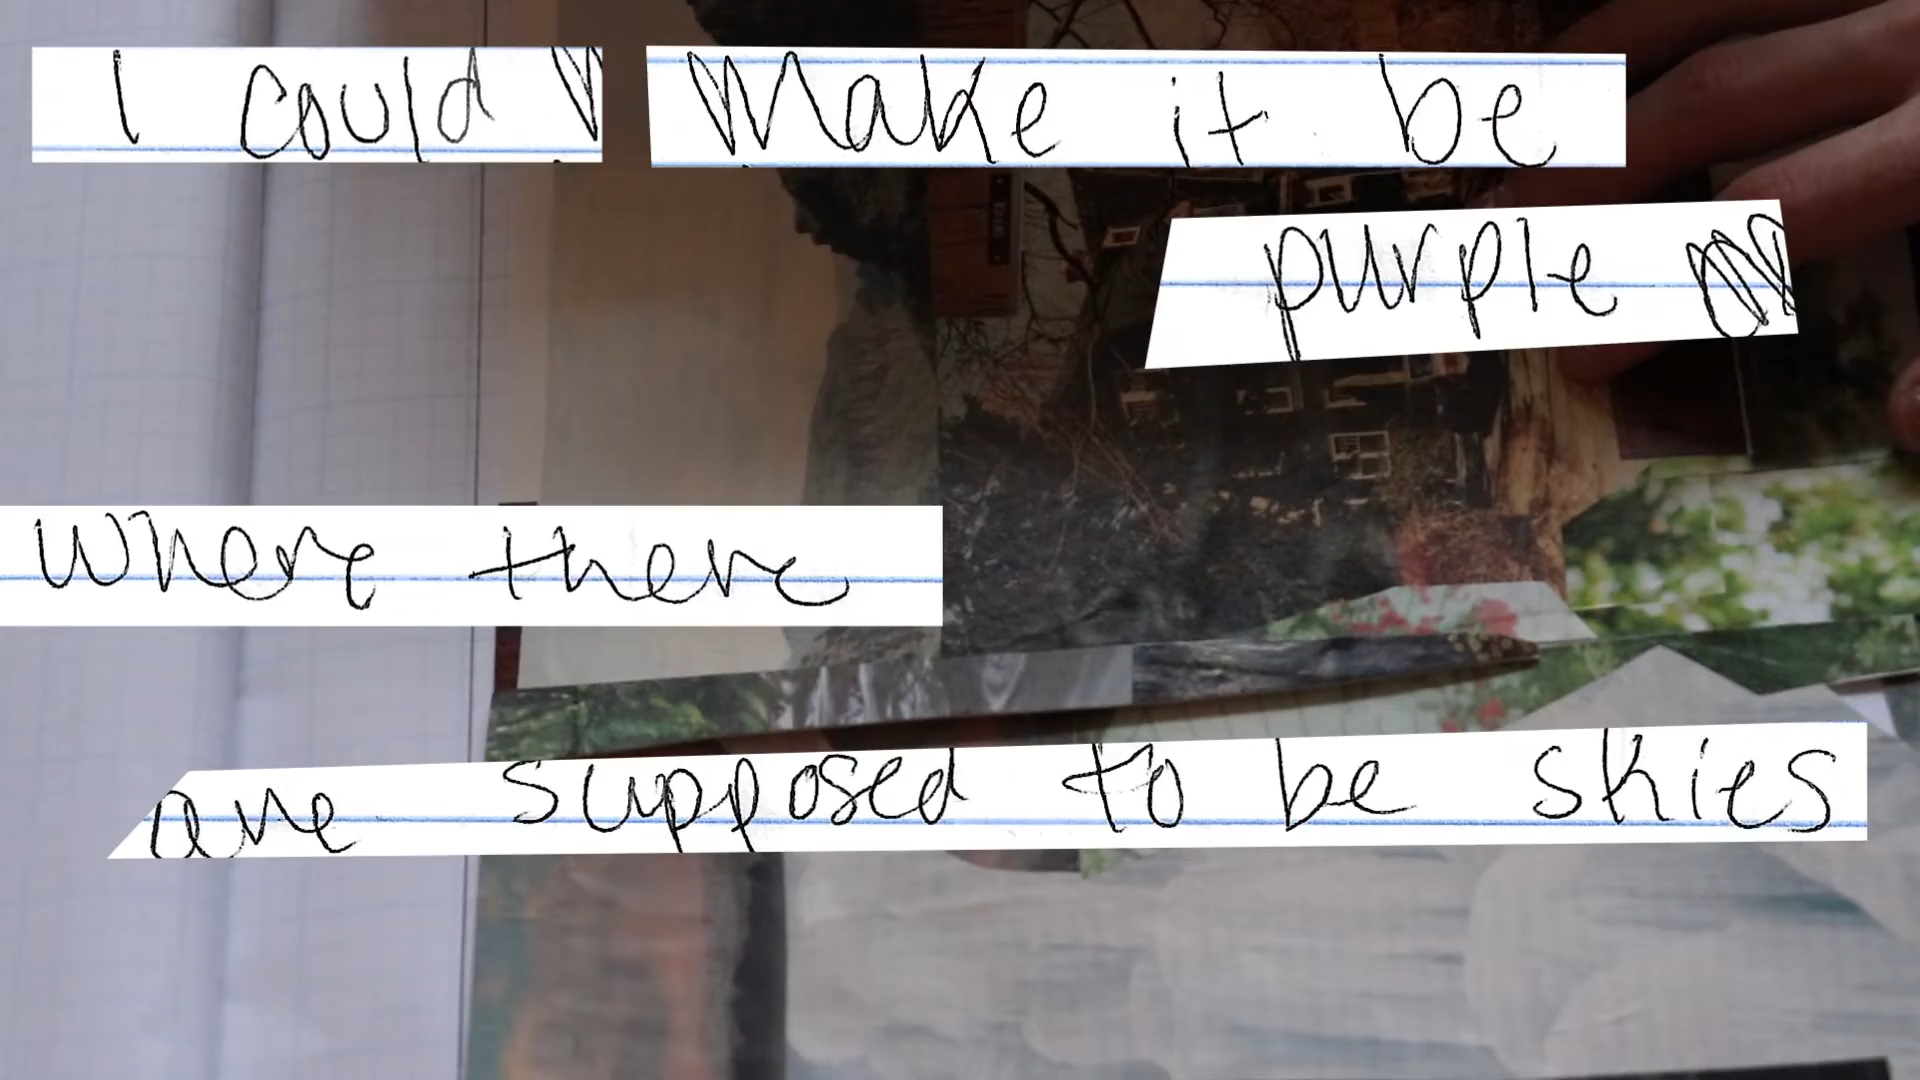 I could Make it be
purple
where there
are supposed to be skies